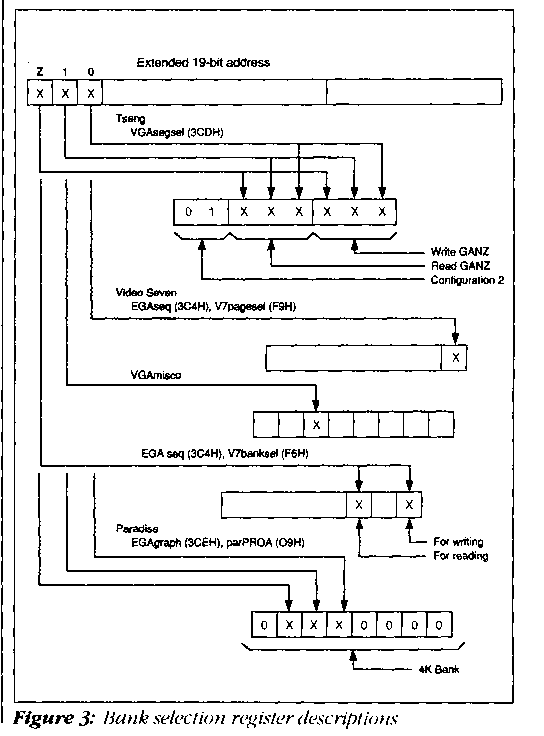 Extended 19-bit address
2 1 0
X X X
Tseng
VGAsegsel (3CDH)
0 1 X X X X X X
Write GANZ
Read GANZ
Configuration 2
Video Seven
EGAseq (3C4H), V7pagesel (F9H)
X
VGAmisco
X
EGA seq (3C4H), V7banksel (F6H)
X X
For writing
For reading
Paradise
EGAgraph (3CEH), parPROA (O9H)
0 X X X 0 0 0 0
4K Bank
Figure 3: Bank selection register descriptions